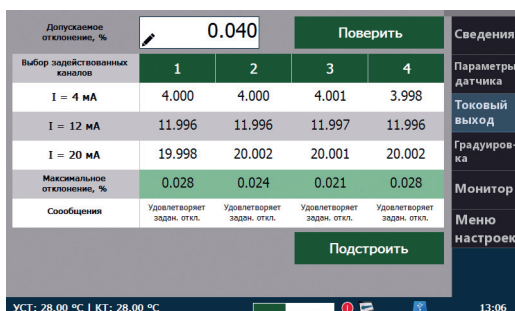 Допускаемое
отклонение, %
0.040
Поверить
Выбор задействованных
каналов
1 2 3 4
I = 4 мА 4.000 4.000 4.001 3.998
I = 12 мА 11.996 11.996 11.997 11.996
I = 20 мА 19.998 20.002 20.001 20.002
Максимальное
отклонение, %
0.028 0.024 0.021 0.028
Соообщения
Удовлетворяет
задан. откл.
Удовлетворяет
задан. откл.
Удовлетворяет
задан. откл.
Удовлетворяет
задан. откл.
Подстроить
Сведения
Параметры
датчика
Токовый
выход
Градуиров-
ка
Монитор
Меню
настроек
УСТ: 28.00 ºC | КТ: 28.00 ºC
13:06